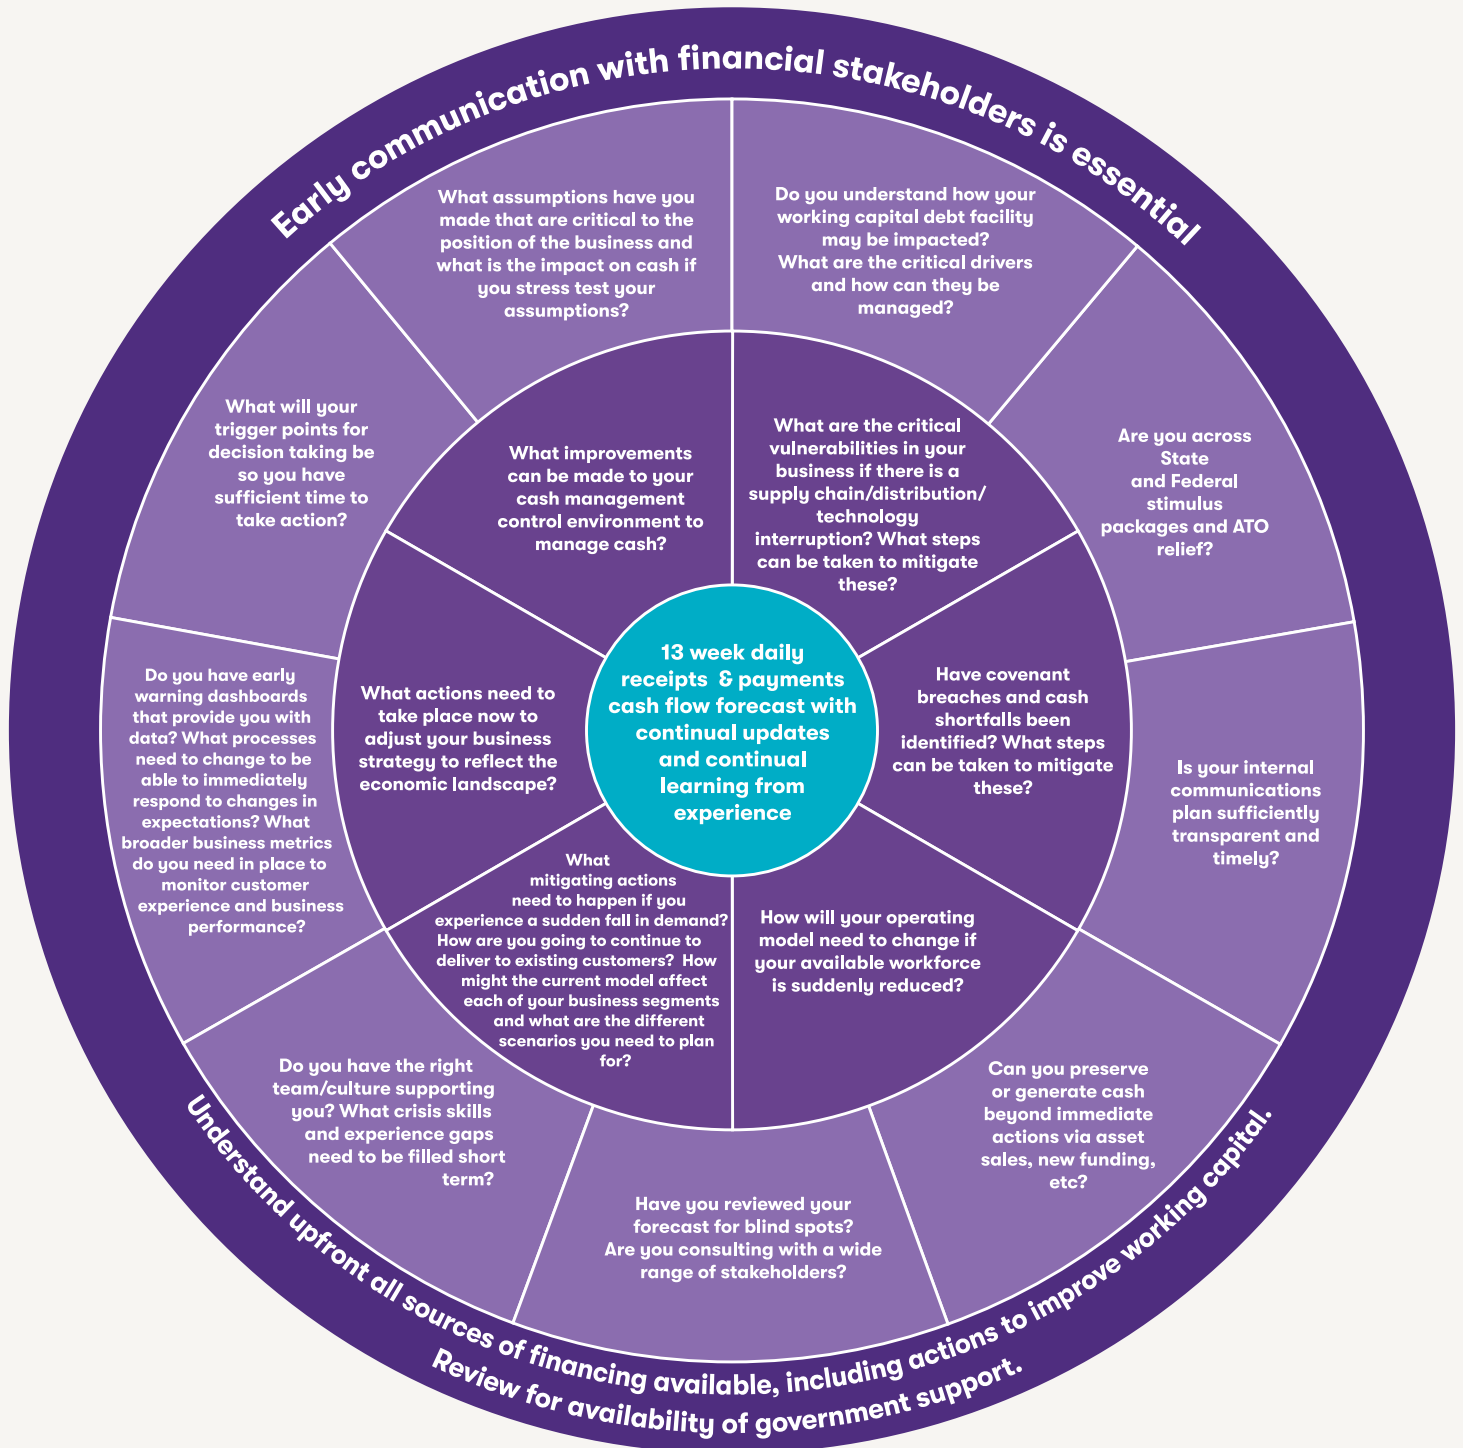 Early communication with financial stakeholders is essential
What assumptions have you
made that are critical to the
position of the business and
what is the impact on cash if
you stress test your
assumptions?
Do you understand how your
working capital debt facility
may be impacted?
What are the critical drivers
and how can they be
managed?
Are you across
State
and Federal
stimulus
packages and ATO
relief?
Is your internal
communications
plan sufficiently
transparent and
timely?
Can you preserve
or generate cash
beyond immediate
actions via asset
sales, new funding,
etc?
Have you reviewed your
forecast for blind spots?
Are you consulting with a wide
range of stakeholders?
Do you have the right
team/culture supporting
you? What crisis skills
and experience gaps
need to be filled short
term?
Do you have early
warning dashboards
that provide you with
data? What processes
need to change to be
able to immediately
respond to changes in
expectations? What
broader business metrics
do you need in place to
monitor customer
experience and business
performance?
What will your
trigger points for
decision taking be
so you have
sufficient time to
take action?
What improvements
can be made to your
cash management
control environment to
manage cash?
What are the critical
vulnerabilities in your
business if there is a
supply chain/distribution/
technology
interruption? What steps
can be taken to mitigate
these?
Have covenant
breaches and cash
shortfalls been
identified? What steps
can be taken to mitigate
these?
How will your operating
model need to change if
your available workforce
is suddenly reduced?
What
mitigating actions
need to happen if you
experience a sudden fall in demand?
How are you going to continue to
deliver to existing customers?  How
might the current model affect
each of your business segments
and what are the different
scenarios you need to plan
for?
What actions need to
take place now to
adjust your business
strategy to reflect the
economic landscape?
13 week daily
receipts  & payments
cash flow forecast with
continual updates
and continual
learning from
experience
Understand upfront all sources of financing available, including actions to improve working capital.
Review for availability of government support.